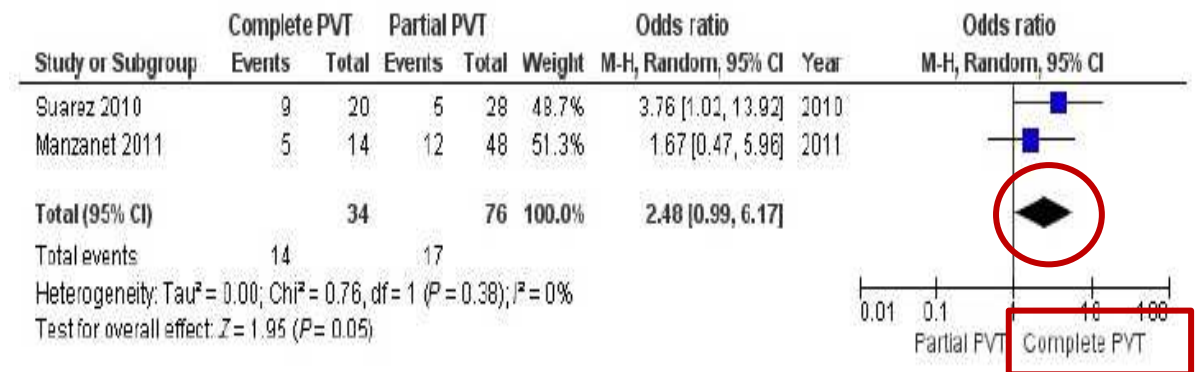 Complete PVT Partial PVT Odds ratio Odds ratio
Study or Subgroup Events Total Events Total Weight M-H, Random, 95% CI Year M-H, Random, 95% CI
Suarez 2010 9 20 5 28 48.7% 3.76 [1.02, 13.92] 2010
Manzanet 2011 5 14 12 48 51.3% 1.67 [0.47, 5.96] 2011
Total (95% CI) 34 76 100.0% 2.48 [0.99, 6.17]
Total events 14 17
Heterogeneity: Tau² = 0.00; Chi² = 0.76, df = 1 (P = 0.38); I² = 0%
Test for overall effect: Z = 1.95 (P = 0.05)
0.01 0.1 1 10 100
Partial PVT Complete PVT